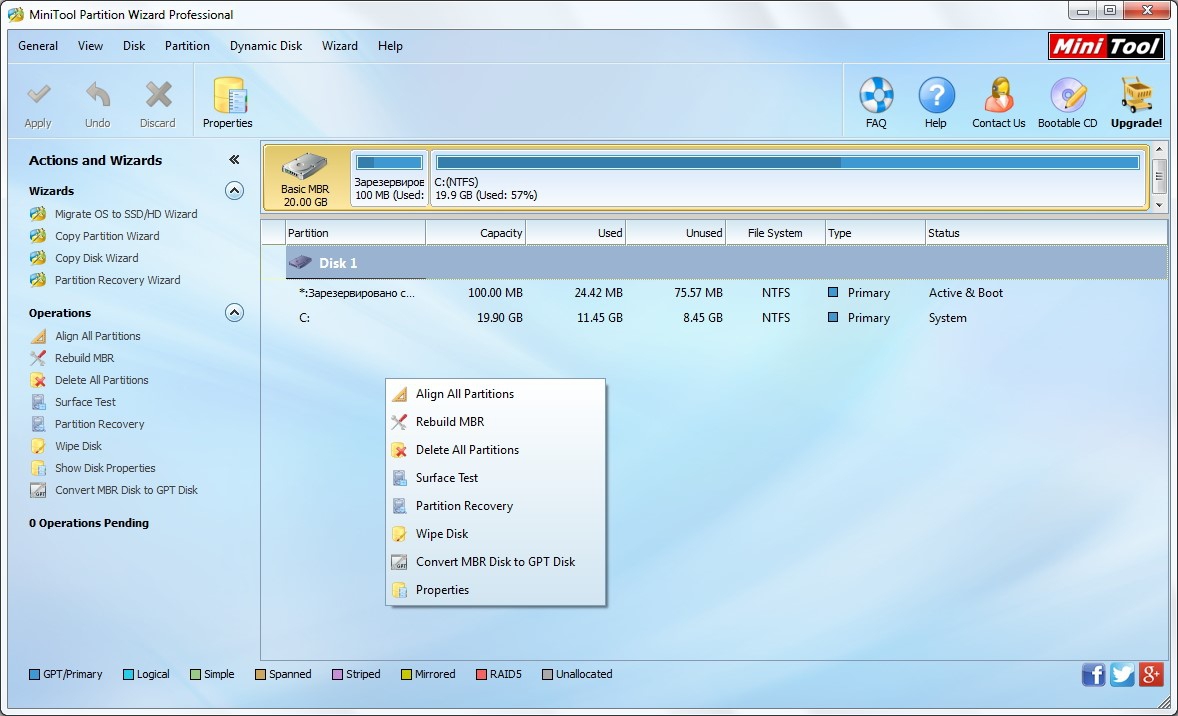 MiniTool Partition Wizard Professional
General View Disk Partition Dynamic Disk Wizard Help
Mini Tool
Apply Undo Discard Properties FAQ Help Contact Us Bootable CD Upgrade!
Actions and Wizards
Wizards
Migrate OS to SSD/HD Wizard
Copy Partition Wizard
Copy Disk Wizard
Partition Recovery Wizard
Operations
Align All Partitions
Rebuild MBR
Delete All Partitions
Surface Test
Partition Recovery
Wipe Disk
Show Disk Properties
Convert MBR Disk to GPT Disk
0 Operations Pending
Basic MBR
20.00 GB
Зарезервиров
100 MB (Used:
C:(NTFS)
19.9 GB (Used: 57%)
Partition Capacity Used Unused File System Type Status
Disk 1
*:Зарезервировано с... 100.00 MB 24.42 MB 75.57 MB NTFS Primary Active & Boot
C: 19.90 GB 11.45 GB 8.45 GB NTFS Primary System
Align All Partitions
Rebuild MBR
Delete All Partitions
Surface Test
Partition Recovery
Wipe Disk
Convert MBR Disk to GPT Disk
Properties
GPT/Primary Logical Simple Spanned Striped Mirrored RAID5 Unallocated